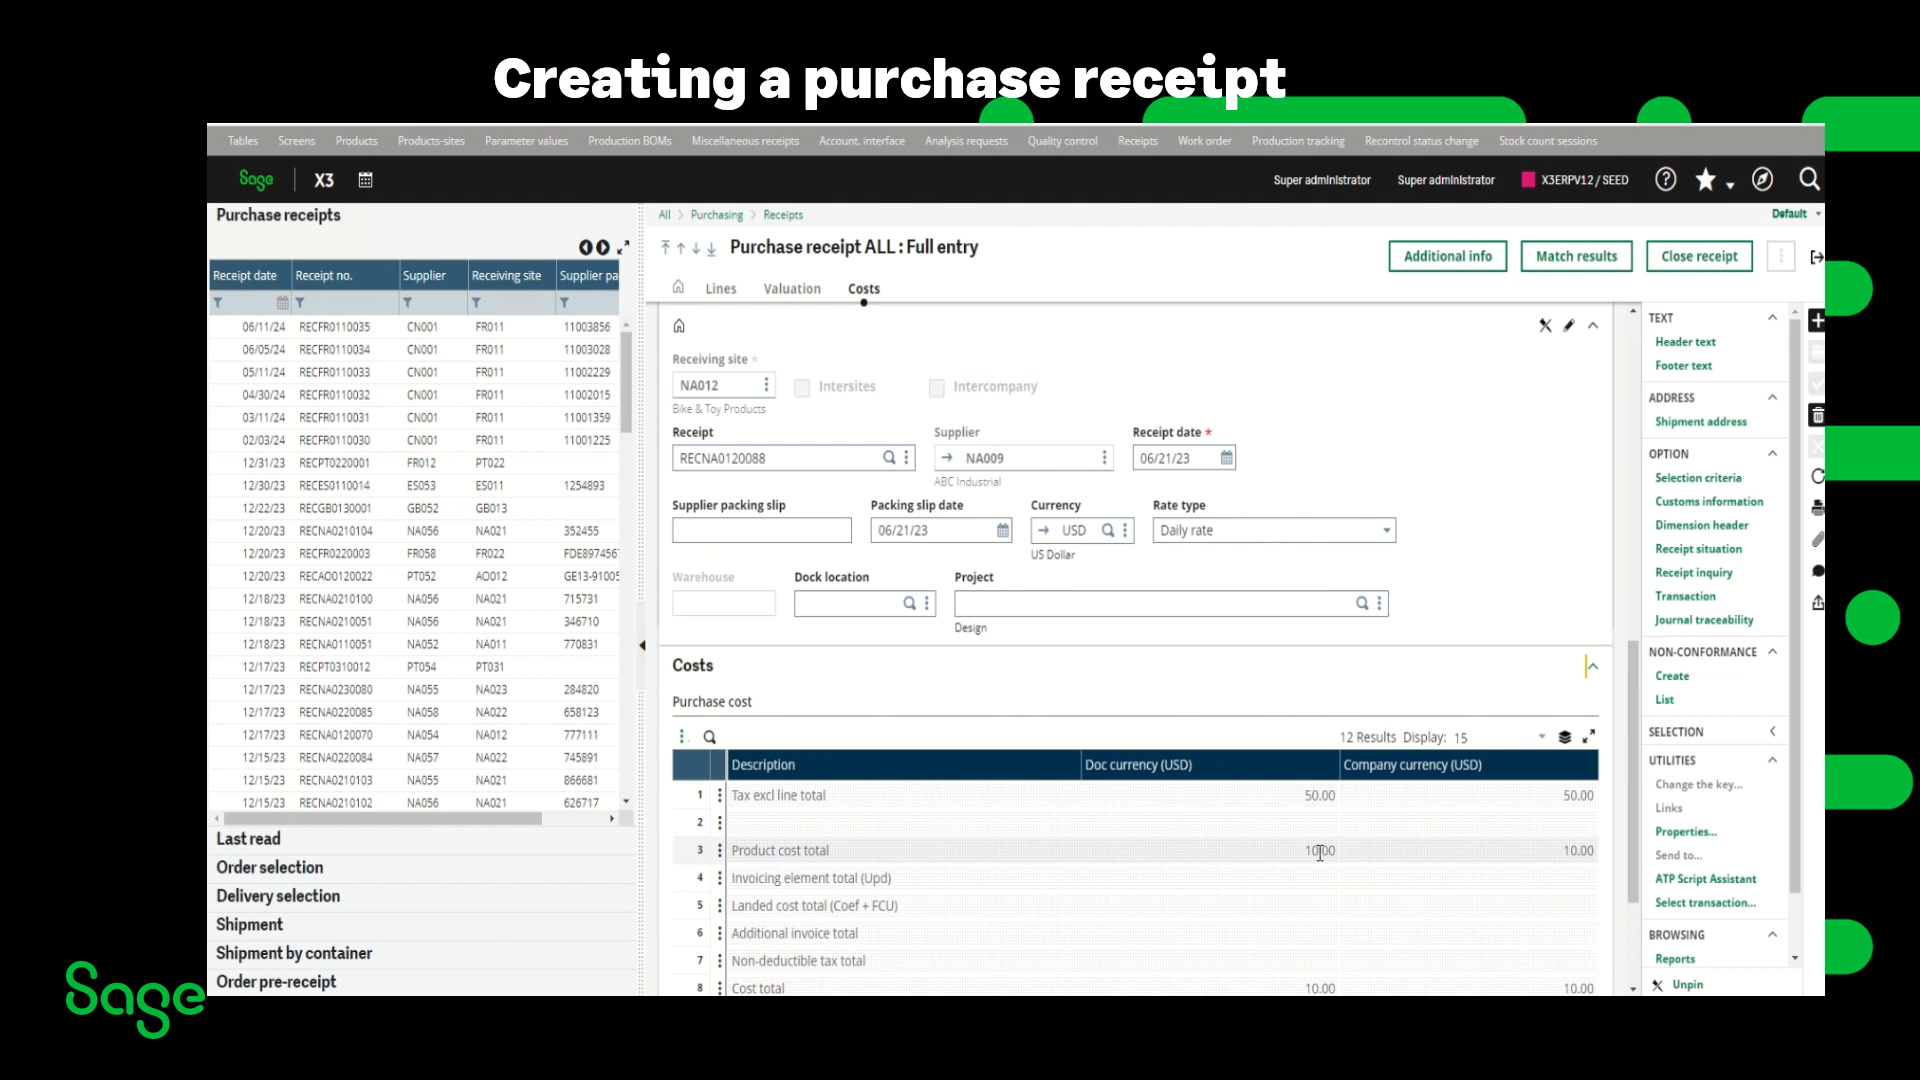 Creating a purchase receipt
Tables Screens Products Products-sites Parameter values Production BOMs Miscellaneous receipts Account. interface Analysis requests Quality control Receipts Work order Production tracking Recontrol status change Stock count sessions
Sage X3 Super administrator Super administrator X3ERPV12 / SEED
Purchase receipts
Receipt date Receipt no. Supplier Receiving site Supplier pa
06/11/24 RECFR0110035 CN001 FR011 11003856
06/05/24 RECFR0110034 CN001 FR011 11003028
05/11/24 RECFR0110033 CN001 FR011 11002229
04/30/24 RECFR0110032 CN001 FR011 11002015
03/11/24 RECFR0110031 CN001 FR011 11001359
02/03/24 RECFR0110030 CN001 FR011 11001225
12/31/23 RECPT0220001 FR012 PT022
12/30/23 RECES0110014 ES053 ES011 1254893
12/22/23 RECGB0130001 GB052 GB013
12/20/23 RECNA0210104 NA056 NA021 352455
12/20/23 RECFR0220003 FR058 FR022 FDE897456
12/20/23 RECAO0120022 PT052 AO012 GE13-91005
12/18/23 RECNA0210100 NA056 NA021 715731
12/18/23 RECNA0210051 NA056 NA021 346710
12/18/23 RECNA0110051 NA052 NA011 770831
12/17/23 RECPT0310012 PT054 PT031
12/17/23 RECNA0230080 NA055 NA023 284820
12/17/23 RECNA0220085 NA058 NA022 658123
12/17/23 RECNA0120070 NA054 NA012 777111
12/15/23 RECNA0220084 NA057 NA022 745891
12/15/23 RECNA0210103 NA055 NA021 866681
12/15/23 RECNA0210102 NA056 NA021 626717
Last read
Order selection
Delivery selection
Shipment
Shipment by container
Order pre-receipt
All > Purchasing > Receipts Default
Purchase receipt ALL : Full entry
Additional info Match results Close receipt
Lines Valuation Costs
Receiving site *
NA012 Intersites Intercompany
Bike & Toy Products
Receipt Supplier Receipt date *
RECNA0120088 NA009 06/21/23
ABC Industrial
Supplier packing slip Packing slip date Currency Rate type
06/21/23 USD Daily rate
US Dollar
Warehouse Dock location Project
Design
Costs
Purchase cost
12 Results Display: 15
Description Doc currency (USD) Company currency (USD)
1 Tax excl line total 50.00 50.00
2
3 Product cost total 10.00 10.00
4 Invoicing element total (Upd)
5 Landed cost total (Coef + FCU)
6 Additional invoice total
7 Non-deductible tax total
8 Cost total 10.00 10.00
TEXT
Header text
Footer text
ADDRESS
Shipment address
OPTION
Selection criteria
Customs information
Dimension header
Receipt situation
Receipt inquiry
Transaction
Journal traceability
NON-CONFORMANCE
Create
List
SELECTION
UTILITIES
Change the key...
Links
Properties...
Send to...
ATP Script Assistant
Select transaction...
BROWSING
Reports
Unpin
Sage